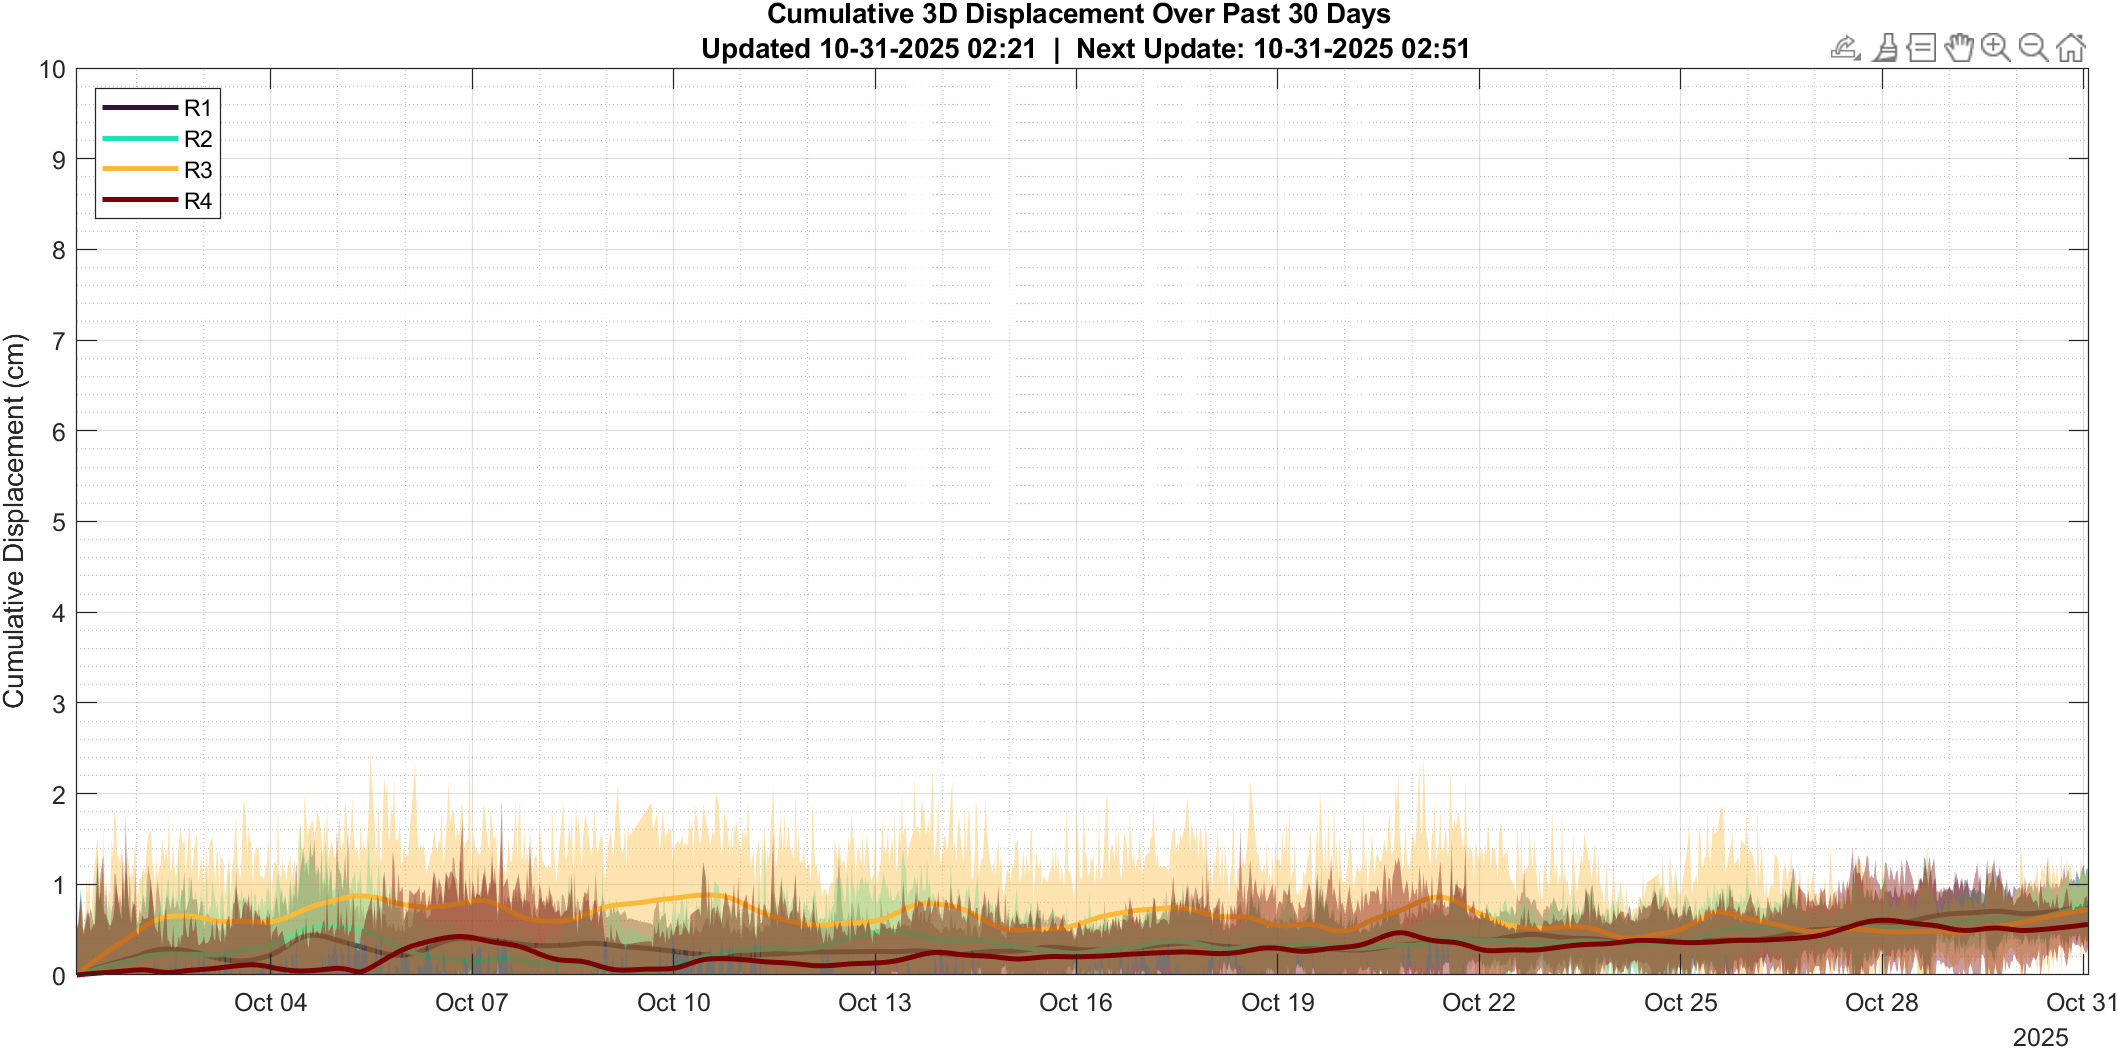 Cumulative 3D Displacement Over Past 30 Days
Updated 10-31-2025 02:21 | Next Update: 10-31-2025 02:51
R1
R2
R3
R4
Cumulative Displacement (cm)
10
9
8
7
6
5
4
3
2
1
0
Oct 04 Oct 07 Oct 10 Oct 13 Oct 16 Oct 19 Oct 22 Oct 25 Oct 28 Oct 31
2025